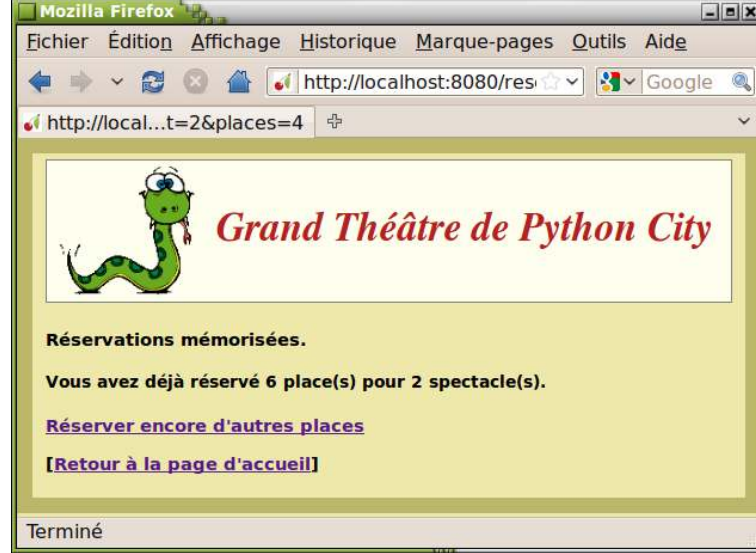 Mozilla Firefox
Fichier Édition Affichage Historique Marque-pages Outils Aide
http://localhost:8080/res Google
http://local...t=2&places=4
Grand Théâtre de Python City
Réservations mémorisées.
Vous avez déjà réservé 6 place(s) pour 2 spectacle(s).
Réserver encore d'autres places
[Retour à la page d'accueil]
Terminé